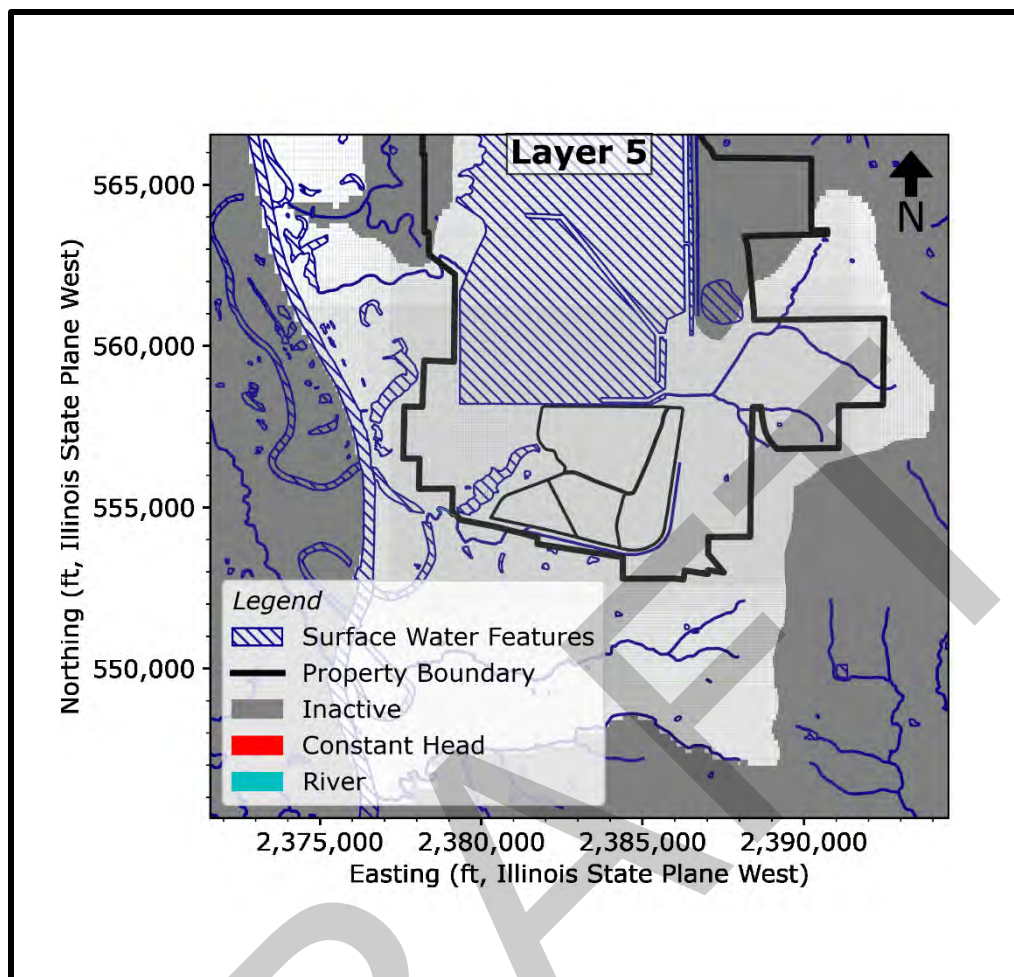 Layer 5
N
565,000
560,000
555,000
550,000
Northing (ft, Illinois State Plane West)
Legend
Surface Water Features
Property Boundary
Inactive
Constant Head
River
2,375,000
2,380,000
2,385,000
2,390,000
Easting (ft, Illinois State Plane West)
DRAFT